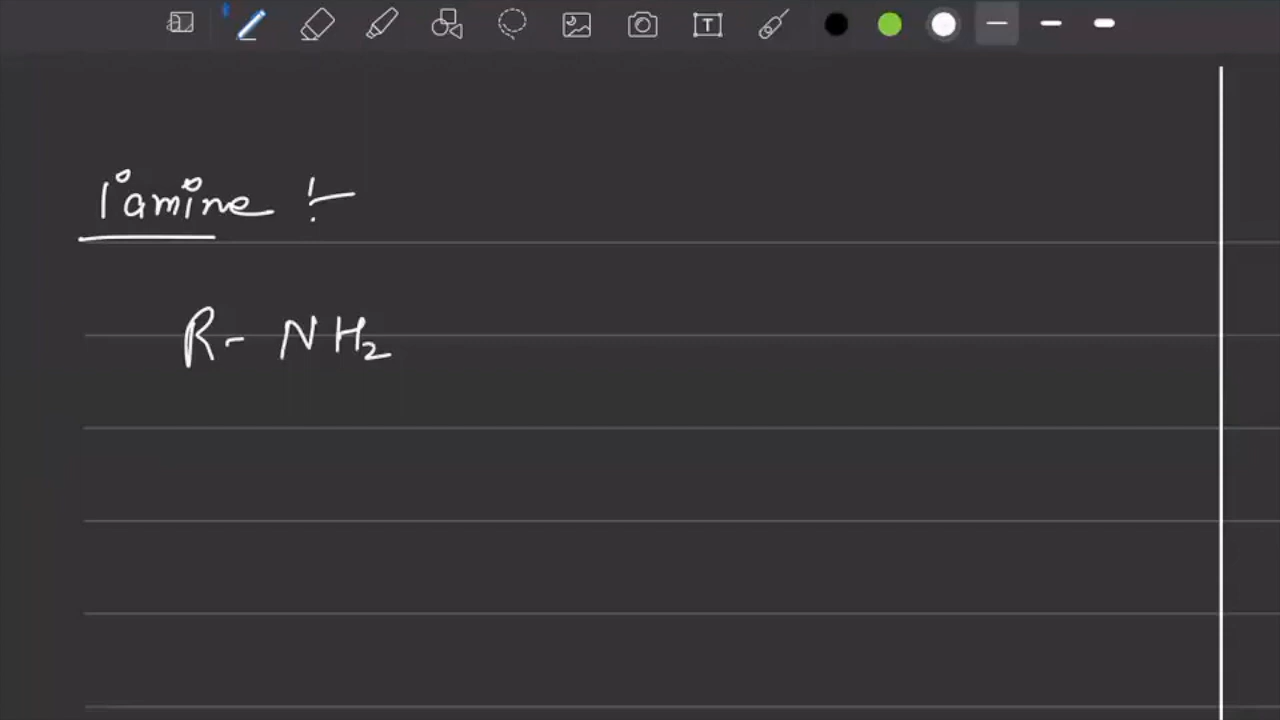 1° amine :-
R- NH₂